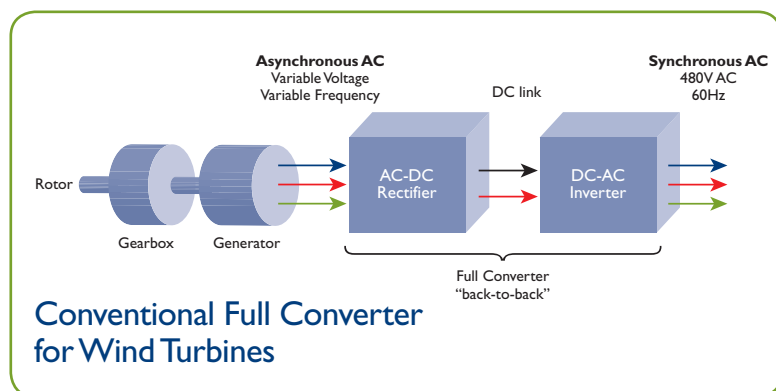 Asynchronous AC
Variable Voltage
Variable Frequency
DC link
Synchronous AC
480V AC
60Hz
Rotor
AC-DC
Rectifier
DC-AC
Inverter
Gearbox
Generator
Full Converter
“back-to-back”
Conventional Full Converter
for Wind Turbines